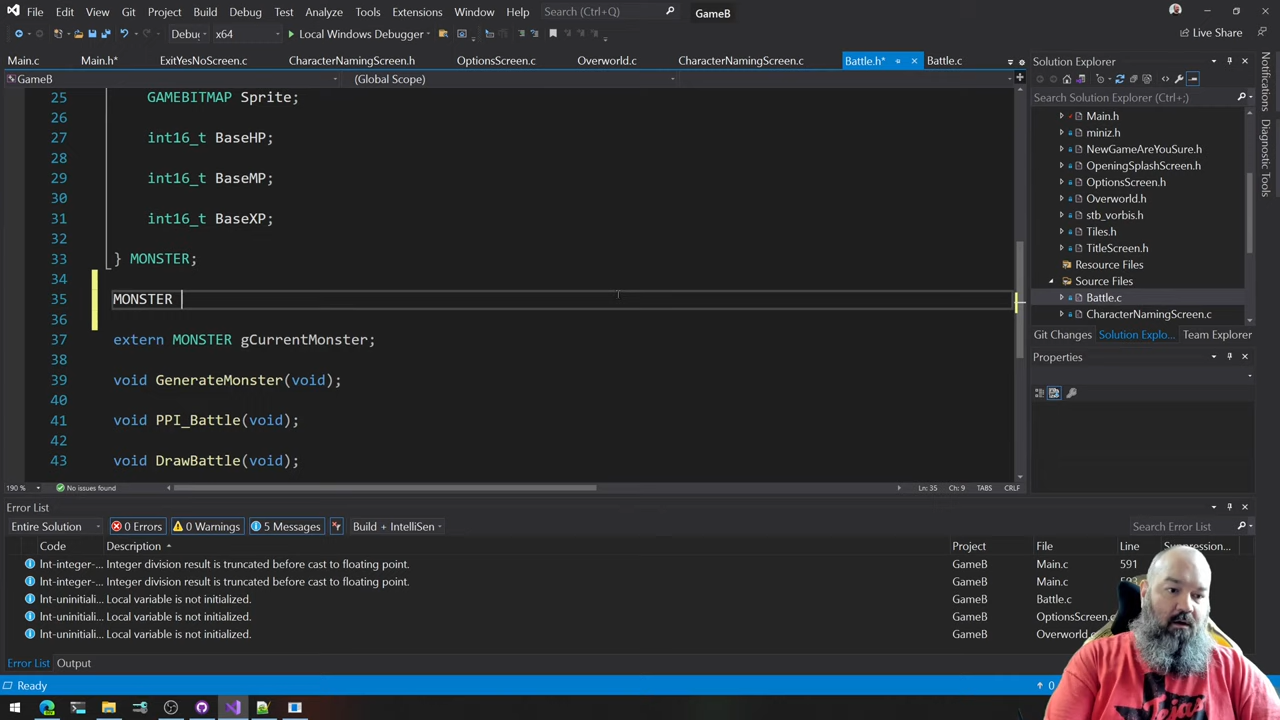 File Edit View Git Project Build Debug Test Analyze Tools Extensions Window Help Search (Ctrl+Q) GameB
Debu x64 Local Windows Debugger Live Share
Main.c Main.h* ExitYesNoScreen.c CharacterNamingScreen.h OptionsScreen.c Overworld.c CharacterNamingScreen.c Battle.h* Battle.c
GameB (Global Scope)
25 GAMEBITMAP Sprite;
26
27 int16_t BaseHP;
28
29 int16_t BaseMP;
30
31 int16_t BaseXP;
32
33 } MONSTER;
34
35 MONSTER
36
37 extern MONSTER gCurrentMonster;
38
39 void GenerateMonster(void);
40
41 void PPI_Battle(void);
42
43 void DrawBattle(void);
190 % No issues found Ln: 35 Ch: 9 TABS CRLF
Solution Explorer
Search Solution Explorer (Ctrl+;)
Main.h
miniz.h
NewGameAreYouSure.h
OpeningSplashScreen.h
OptionsScreen.h
Overworld.h
stb_vorbis.h
Tiles.h
TitleScreen.h
Resource Files
Source Files
Battle.c
CharacterNamingScreen.c
Git Changes Solution Explo... Team Explorer
Properties
Notifications
Diagnostic Tools
Error List
Entire Solution 0 Errors 0 Warnings 5 Messages Build + IntelliSen Search Error List
Code Description Project File Line Suppression...
Int-integer-... Integer division result is truncated before cast to floating point. GameB Main.c 591
Int-integer-... Integer division result is truncated before cast to floating point. GameB Main.c
Int-uninitiali... Local variable is not initialized. GameB Battle.c
Int-uninitiali... Local variable is not initialized. GameB OptionsScreen.c
Int-uninitiali... Local variable is not initialized. GameB
Error List Output
Ready 0